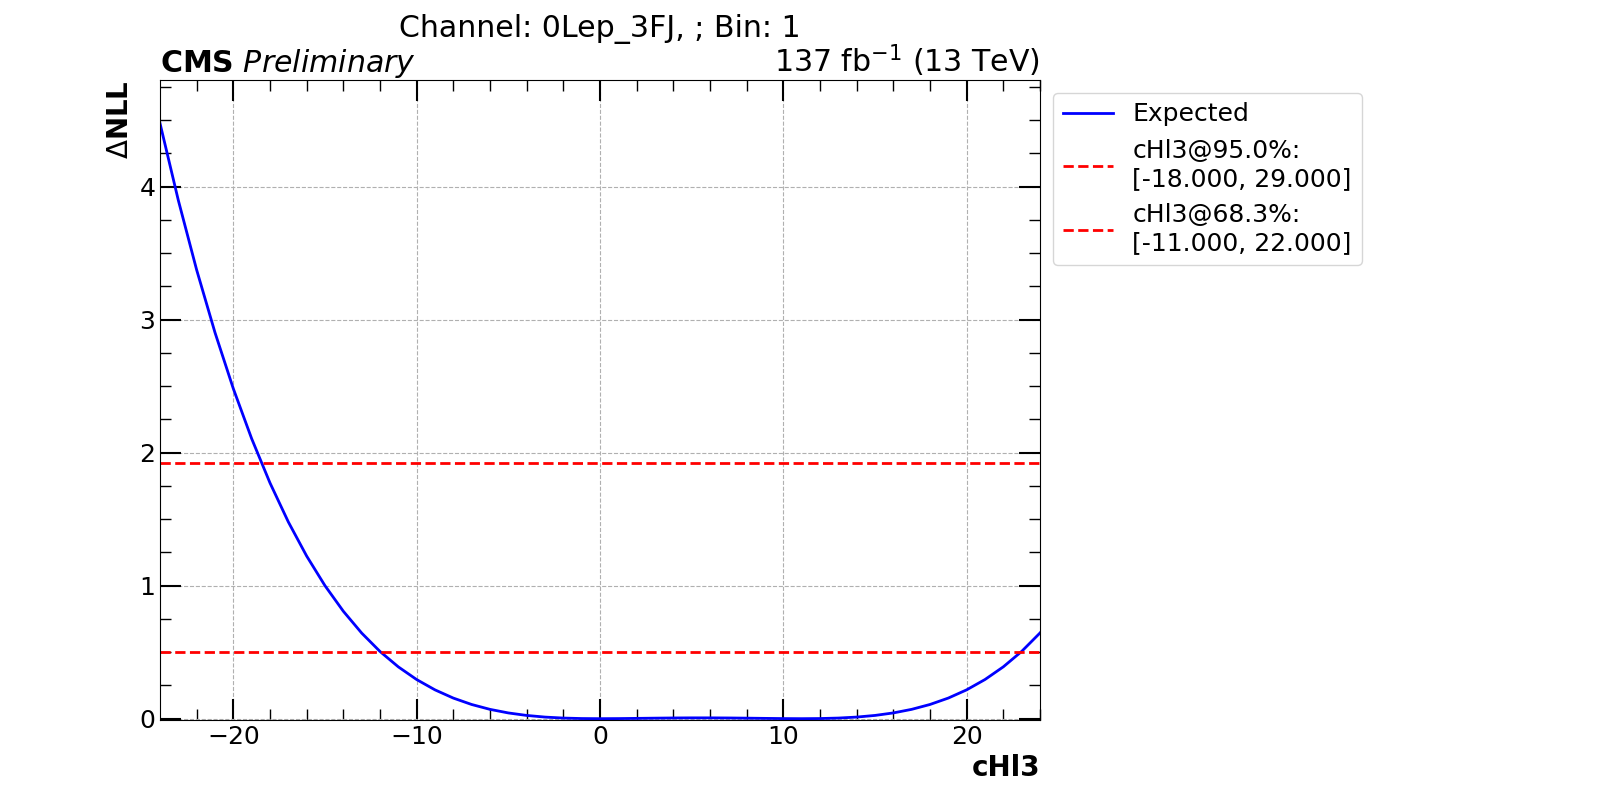 Channel: 0Lep_3FJ, ; Bin: 1
CMS Preliminary
137 fb⁻¹ (13 TeV)
ΔNLL
4
3
2
1
0
−20
−10
0
10
20
cHl3
Expected
cHl3@95.0%:
[-18.000, 29.000]
cHl3@68.3%:
[-11.000, 22.000]